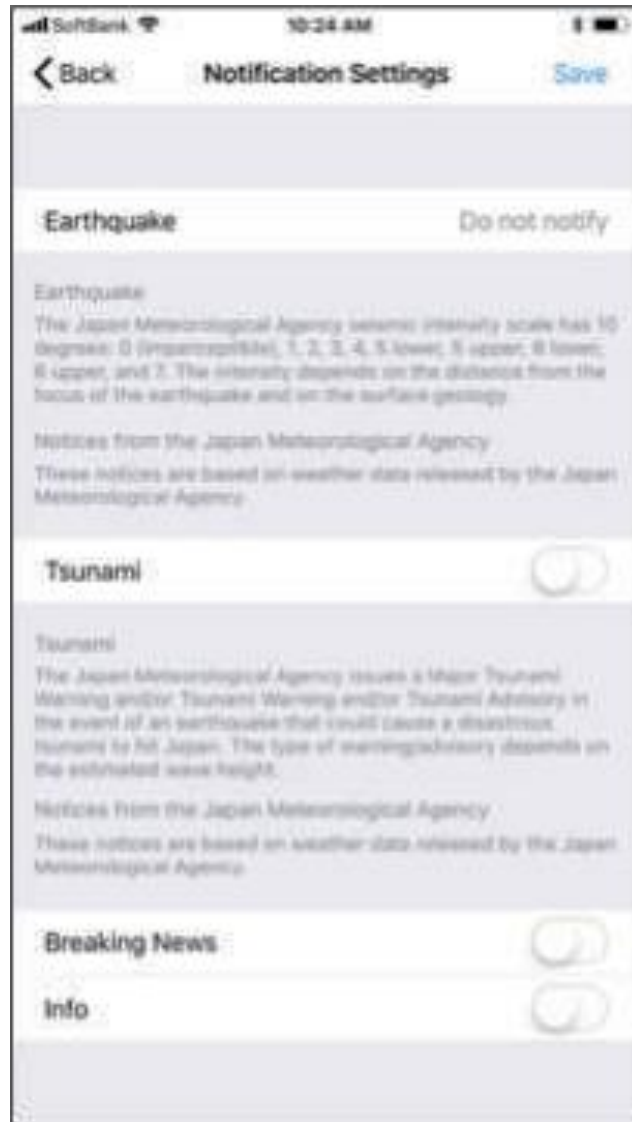 SoftBank 10:24 AM
Back Notification Settings Save
Earthquake Do not notify
Earthquake
The Japan Meteorological Agency seismic intensity scale has 10
degrees: 0 (imperceptible), 1, 2, 3, 4, 5 lower, 5 upper, 6 lower,
6 upper, and 7. The intensity depends on the distance from the
focus of the earthquake and on the surface geology.
Notices from the Japan Meteorological Agency
These notices are based on weather data released by the Japan
Meteorological Agency.
Tsunami
Tsunami
The Japan Meteorological Agency issues a Major Tsunami
Warning and/or Tsunami Warning and/or Tsunami Advisory in
the event of an earthquake that could cause a disastrous
tsunami to hit Japan. The type of warning/advisory depends on
the estimated wave height.
Notices from the Japan Meteorological Agency
These notices are based on weather data released by the Japan
Meteorological Agency.
Breaking News
Info